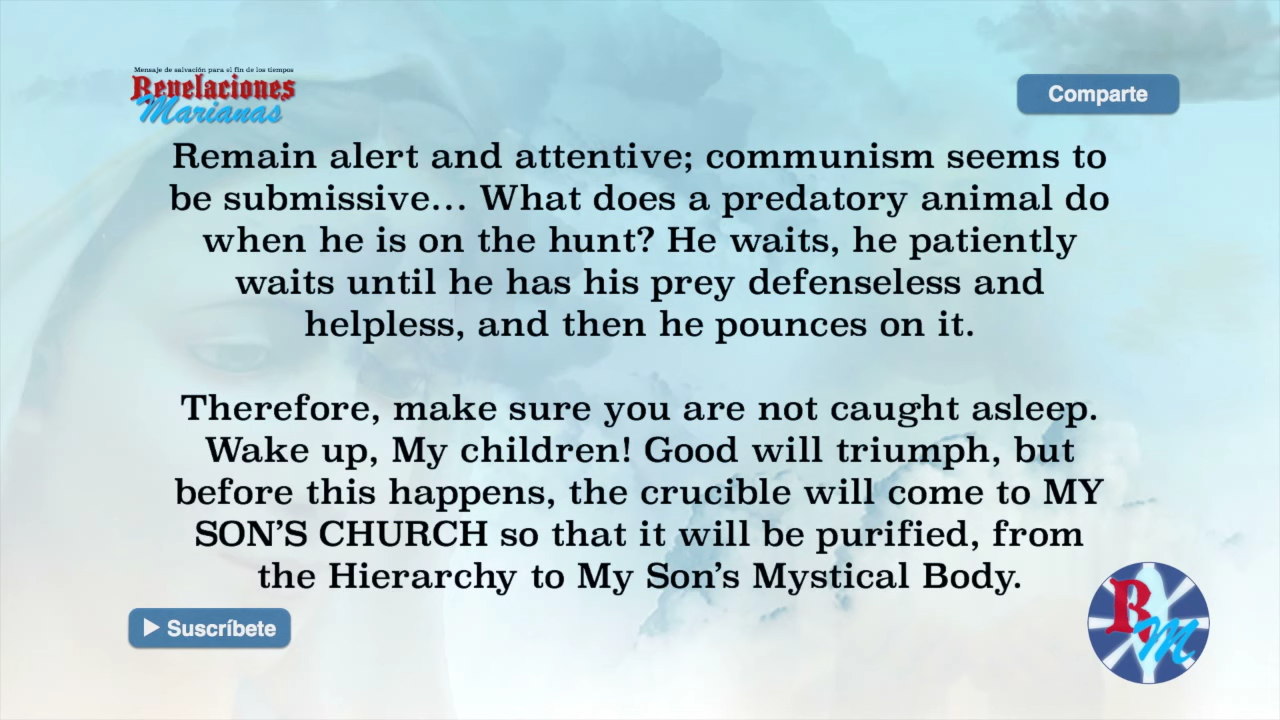 Mensaje de salvación para el fin de los tiempos
Revelaciones
Marianas
Comparte
Remain alert and attentive; communism seems to
be submissive... What does a predatory animal do
when he is on the hunt? He waits, he patiently
waits until he has his prey defenseless and
helpless, and then he pounces on it.
Therefore, make sure you are not caught asleep.
Wake up, My children! Good will triumph, but
before this happens, the crucible will come to MY
SON'S CHURCH so that it will be purified, from
the Hierarchy to My Son's Mystical Body.
Suscríbete
RM